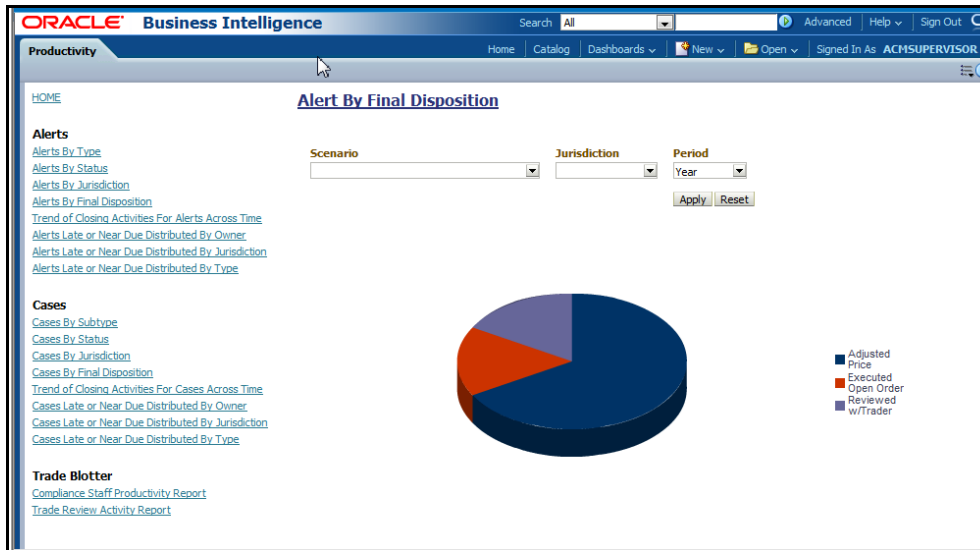 ORACLE Business Intelligence
Search All Advanced Help Sign Out
Productivity
Home Catalog Dashboards New Open Signed In As ACMSUPERVISOR
HOME
Alerts
Alerts By Type
Alerts By Status
Alerts By Jurisdiction
Alerts By Final Disposition
Trend of Closing Activities For Alerts Across Time
Alerts Late or Near Due Distributed By Owner
Alerts Late or Near Due Distributed By Jurisdiction
Alerts Late or Near Due Distributed By Type
Cases
Cases By Subtype
Cases By Status
Cases By Jurisdiction
Cases By Final Disposition
Trend of Closing Activities For Cases Across Time
Cases Late or Near Due Distributed By Owner
Cases Late or Near Due Distributed By Jurisdiction
Cases Late or Near Due Distributed By Type
Trade Blotter
Compliance Staff Productivity Report
Trade Review Activity Report
Alert By Final Disposition
Scenario Jurisdiction Period
Year
Apply Reset
Adjusted
Price
Executed
Open Order
Reviewed
w/Trader